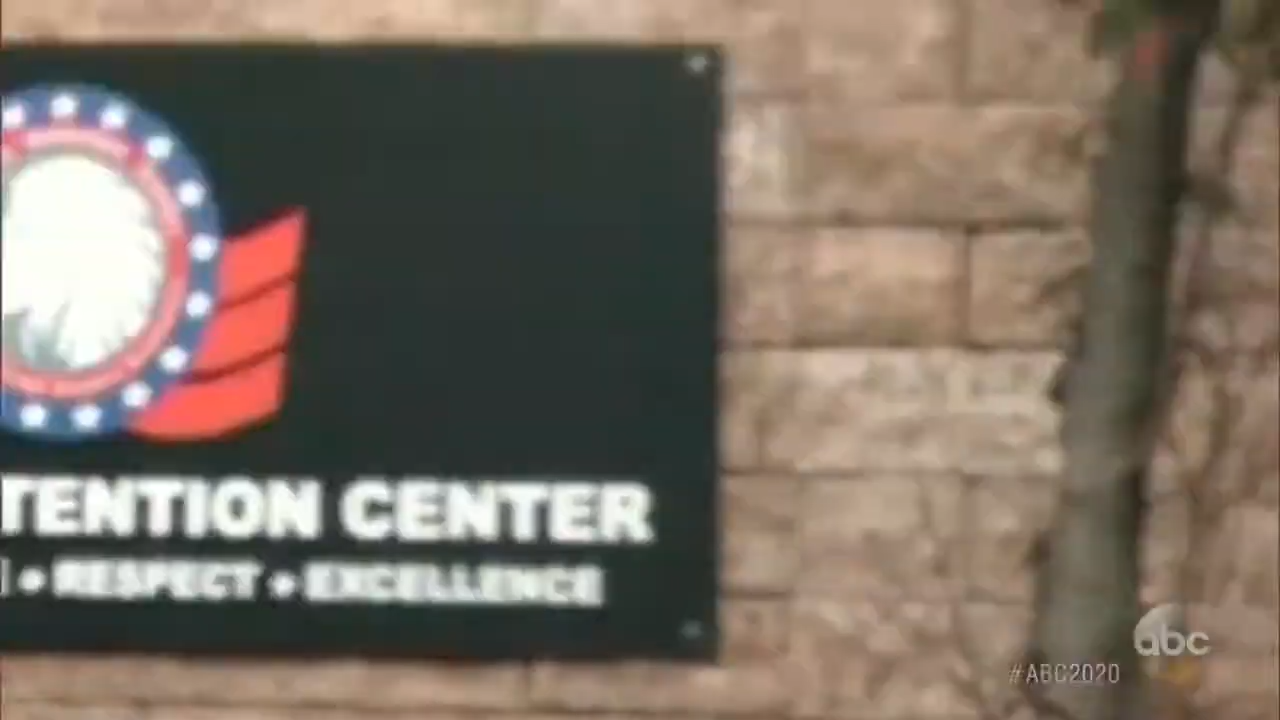 TENTION CENTER
• RESPECT • EXCELLENCE
abc
#ABC2020